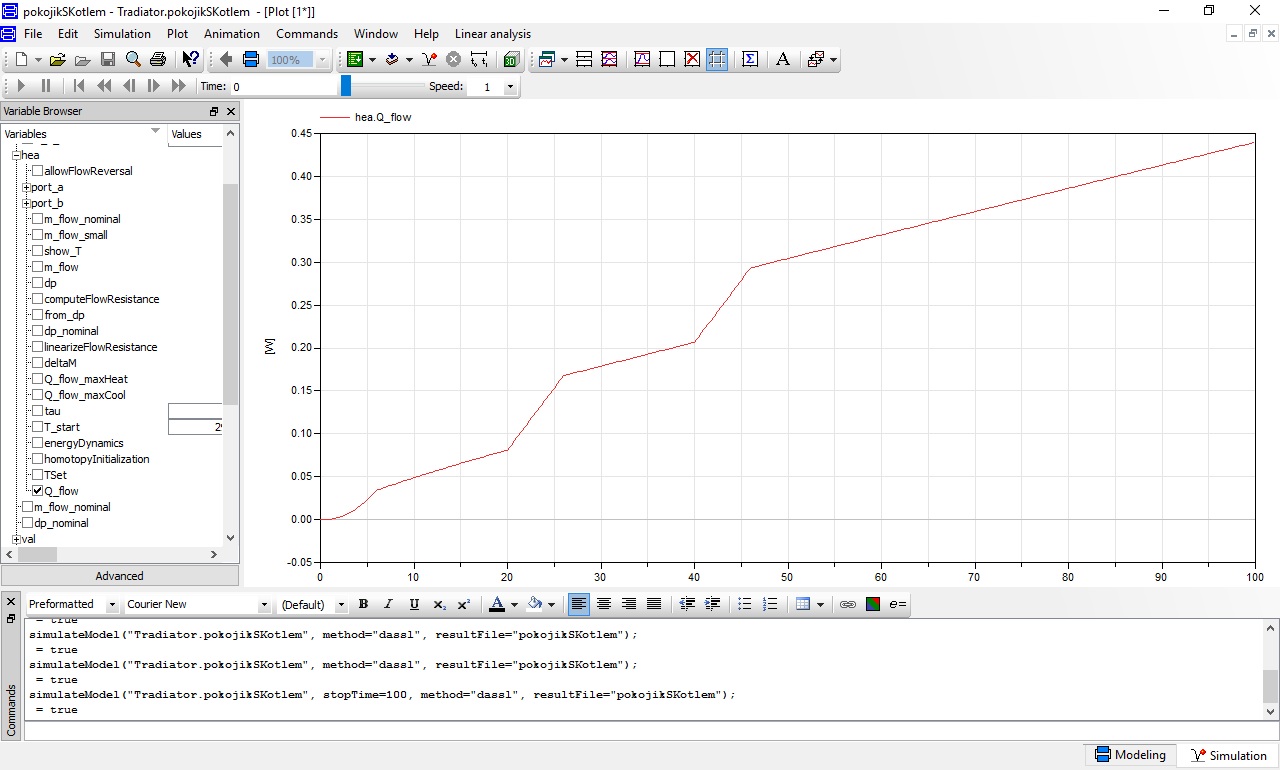 pokojikSKotlem - Tradiator.pokojikSKotlem - [Plot [1*]]
File Edit Simulation Plot Animation Commands Window Help Linear analysis
100%
3D
Σ
A
Time: 0
Speed: 1
Variable Browser
Variables Values
hea
allowFlowReversal
port_a
port_b
m_flow_nominal
m_flow_small
show_T
m_flow
dp
computeFlowResistance
from_dp
dp_nominal
linearizeFlowResistance
deltaM
Q_flow_maxHeat
Q_flow_maxCool
tau
T_start
energyDynamics
homotopyInitialization
TSet
Q_flow
m_flow_nominal
dp_nominal
val
Advanced
hea.Q_flow
0.45
0.40
0.35
0.30
0.25
0.20
0.15
0.10
0.05
0.00
-0.05
[W]
0 10 20 30 40 50 60 70 80 90 100
Preformatted Courier New (Default) B I U X₂ X² A e=
= true
simulateModel("Tradiator.pokojikSKotlem", method="dassl", resultFile="pokojikSKotlem");
= true
simulateModel("Tradiator.pokojikSKotlem", method="dassl", resultFile="pokojikSKotlem");
= true
simulateModel("Tradiator.pokojikSKotlem", stopTime=100, method="dassl", resultFile="pokojikSKotlem");
= true
Commands
Modeling Simulation